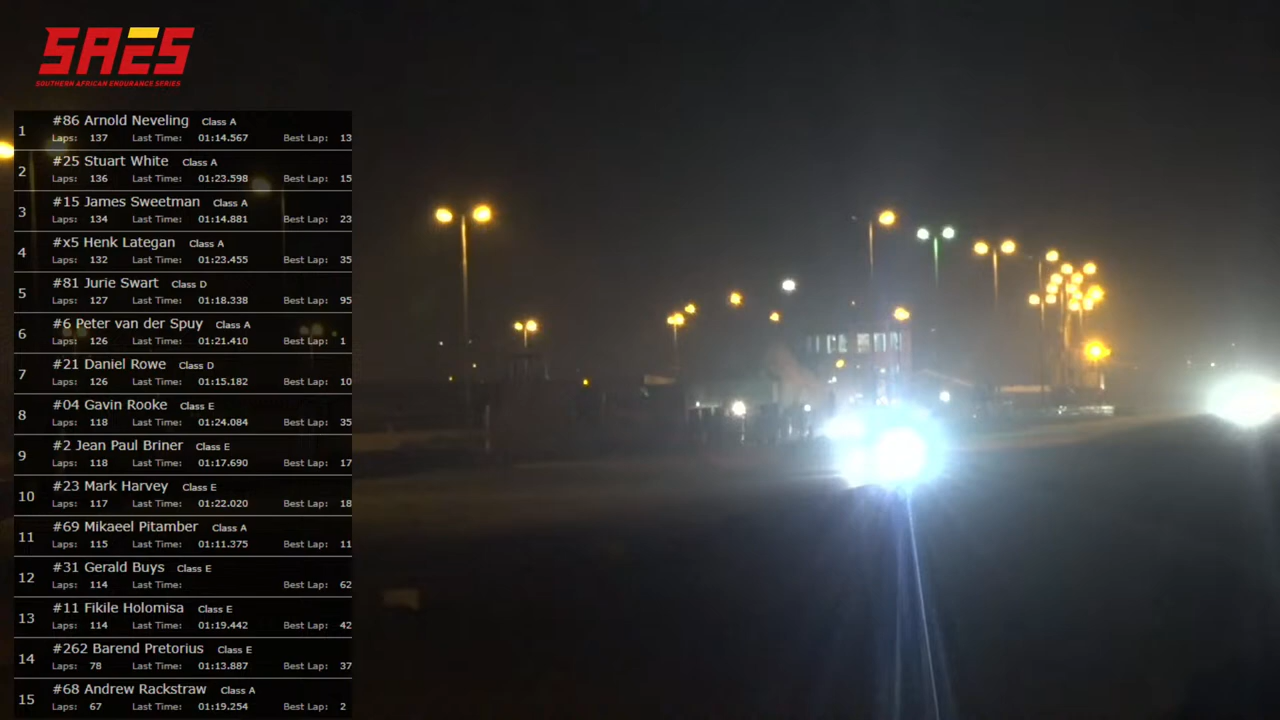 SAES
SOUTHERN AFRICAN ENDURANCE SERIES
1 #86 Arnold Neveling Class A
Laps: 137 Last Time: 01:14.567 Best Lap: 13
2 #25 Stuart White Class A
Laps: 136 Last Time: 01:23.598 Best Lap: 15
3 #15 James Sweetman Class A
Laps: 134 Last Time: 01:14.881 Best Lap: 23
4 #x5 Henk Lategan Class A
Laps: 132 Last Time: 01:23.455 Best Lap: 35
5 #81 Jurie Swart Class D
Laps: 127 Last Time: 01:18.338 Best Lap: 95
6 #6 Peter van der Spuy Class A
Laps: 126 Last Time: 01:21.410 Best Lap: 1
7 #21 Daniel Rowe Class D
Laps: 126 Last Time: 01:15.182 Best Lap: 10
8 #04 Gavin Rooke Class E
Laps: 118 Last Time: 01:24.084 Best Lap: 35
9 #2 Jean Paul Briner Class E
Laps: 118 Last Time: 01:17.690 Best Lap: 17
10 #23 Mark Harvey Class E
Laps: 117 Last Time: 01:22.020 Best Lap: 18
11 #69 Mikaeel Pitamber Class A
Laps: 115 Last Time: 01:11.375 Best Lap: 11
12 #31 Gerald Buys Class E
Laps: 114 Last Time: Best Lap: 62
13 #11 Fikile Holomisa Class E
Laps: 114 Last Time: 01:19.442 Best Lap: 42
14 #262 Barend Pretorius Class E
Laps: 78 Last Time: 01:13.887 Best Lap: 37
15 #68 Andrew Rackstraw Class A
Laps: 67 Last Time: 01:19.254 Best Lap: 2